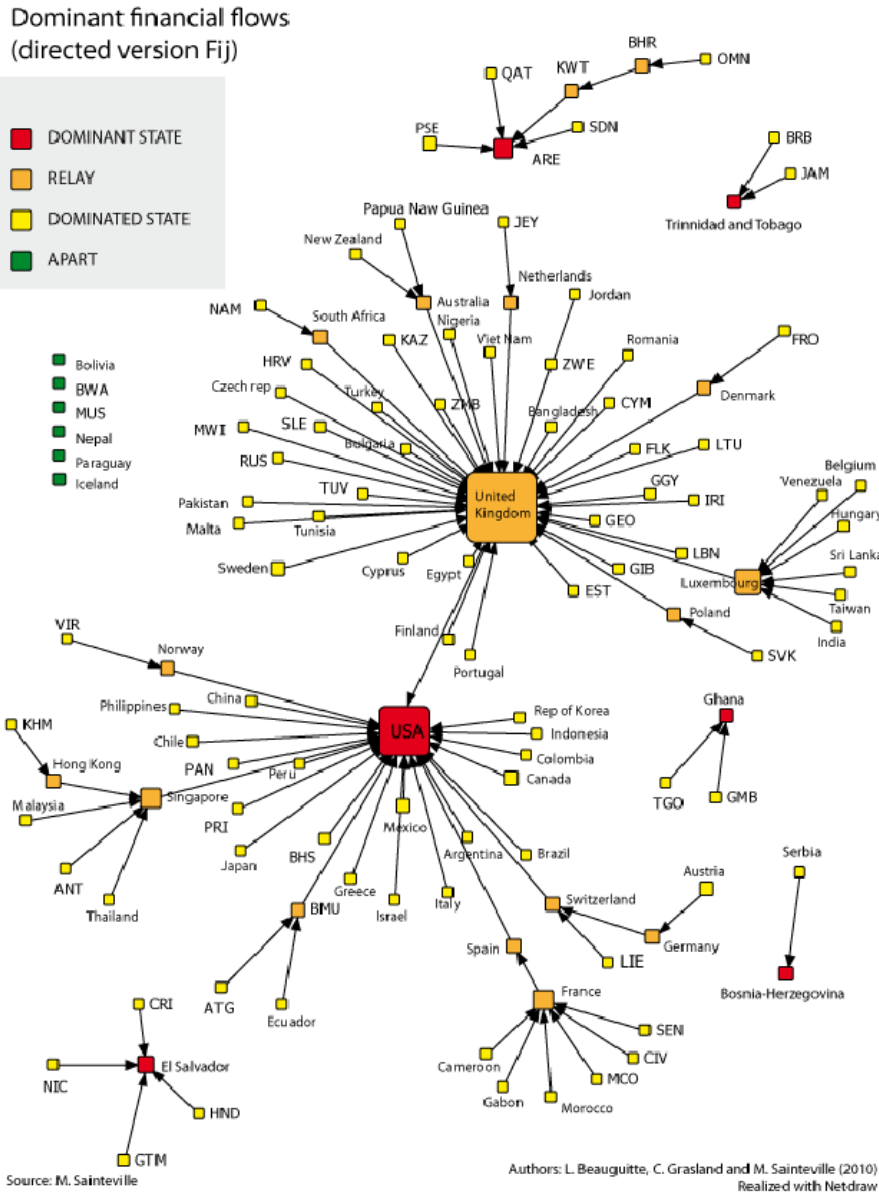 Dominant financial flows
(directed version Fij)
DOMINANT STATE
RELAY
DOMINATED STATE
APART
BHR
OMN
KWT
QAT
SDN
PSE
ARE
BRB
JAM
Trinnidad and Tobago
Papua Naw Guinea
JEY
New Zealand
Netherlands
Jordan
NAM
South Africa
Australia
Nigeria
KAZ
Viet Nam
Romania
FRO
HRV
ZWE
Czech rep
Turkey
ZMB
Bangladesh
CYM
Denmark
MWI
SLE
Bulgaria
FLK
LTU
RUS
TUV
United
Kingdom
GGY
IRI
Belgium
Venezuela
Hungary
Pakistan
Malta
Tunisia
GEO
Sri Lanka
Sweden
Cyprus
Egypt
EST
GIB
LBN
Luxembourg
Taiwan
India
Poland
SVK
Finland
Portugal
Bolivia
BWA
MUS
Nepal
Paraguay
Iceland
VIR
Norway
Philippines
China
USA
Rep of Korea
Indonesia
Colombia
Canada
Ghana
TGO
GMB
KHM
Chile
Hong Kong
PAN
Peru
Singapore
Malaysia
PRI
Japan
BHS
Mexico
Argentina
Brazil
Serbia
ANT
Thailand
Greece
Israel
Italy
BMU
Switzerland
Austria
Germany
LIE
Spain
Bosnia-Herzegovina
ATG
Ecuador
France
CRI
El Salvador
NIC
HND
GTM
SEN
CIV
MCO
Cameroon
Gabon
Morocco
Source: M. Sainteville
Authors: L. Beauguitte, C. Grasland and M. Sainteville (2010)
Realized with Netdraw